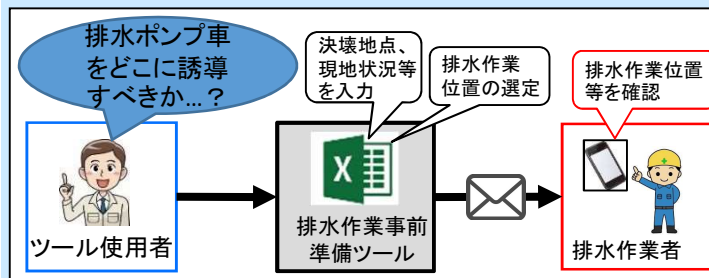 排水ポンプ車
をどこに誘導
すべきか…？
決壊地点、
現地状況等
を入力
排水作業
位置の選定
排水作業位置
等を確認
X
ツール使用者
排水作業事前
準備ツール
排水作業者